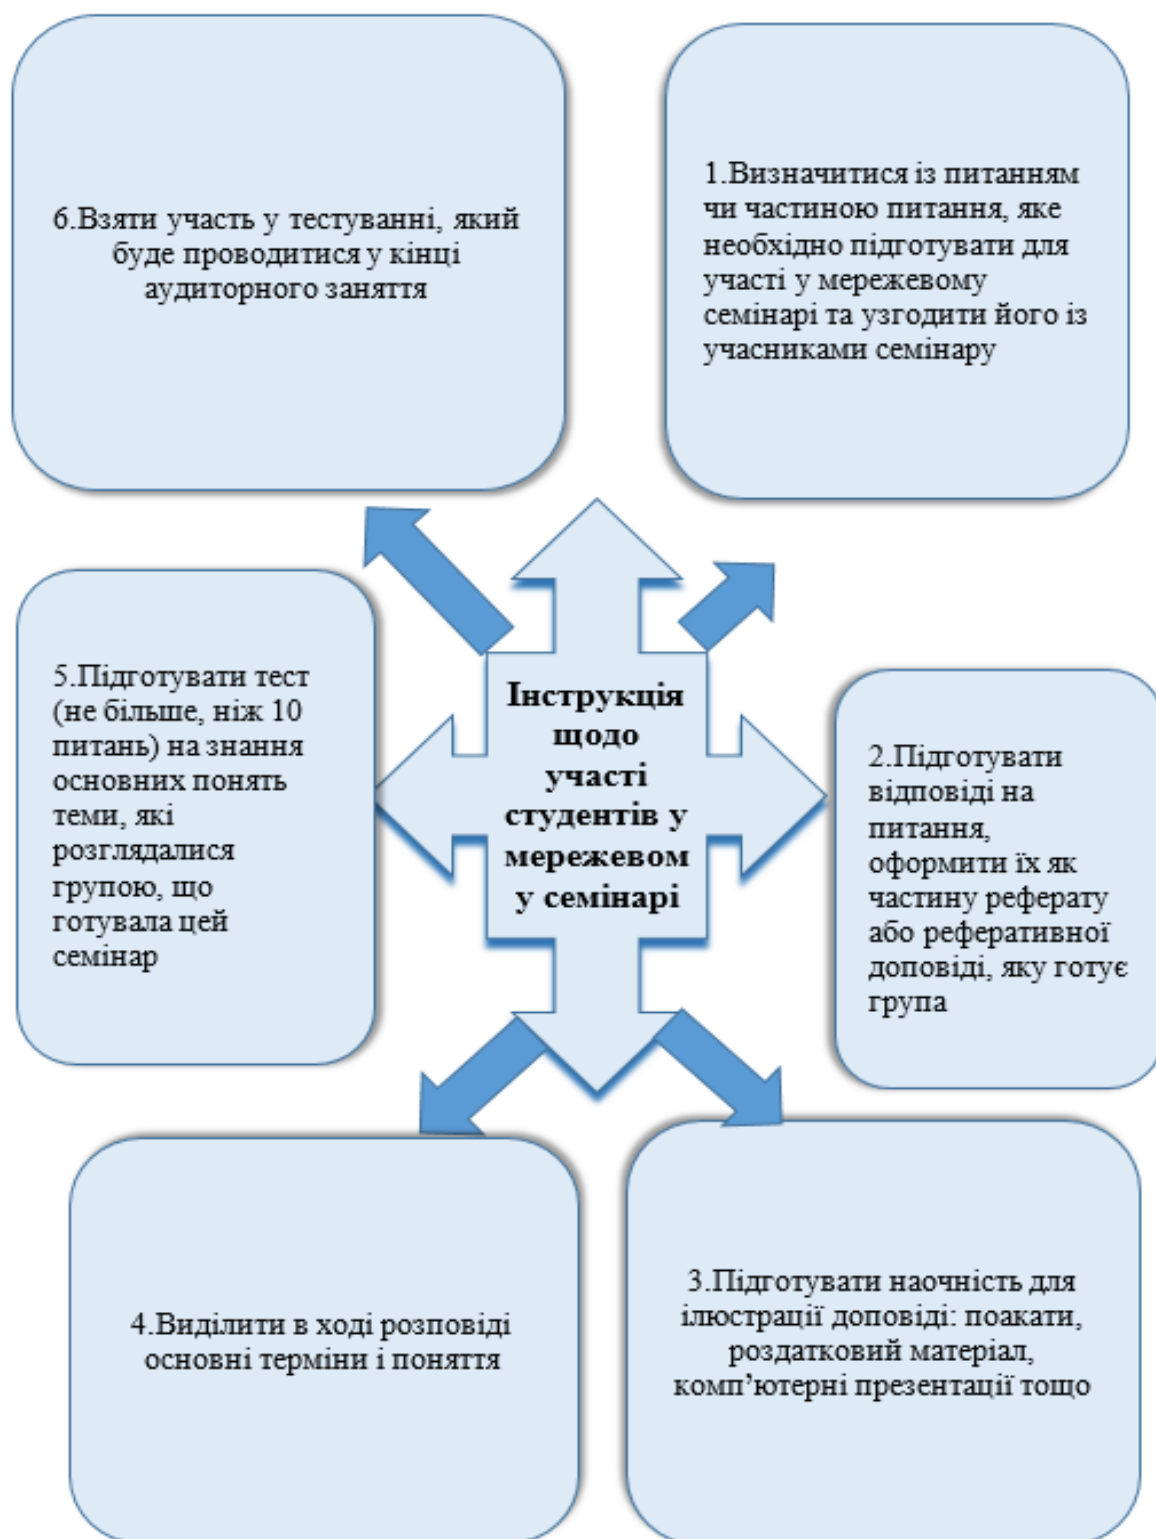 Інструкція
щодо
участі
студентів у
мережевом
у семінарі
1.Визначитися із питанням
чи частиною питання, яке
необхідно підготувати для
участі у мережевому
семінарі та узгодити його із
учасниками семінару
2.Підготувати
відповіді на
питання,
оформити їх як
частину реферату
або реферативної
доповіді, яку готує
група
3.Підготувати наочність для
ілюстрації доповіді: поакати,
роздатковий матеріал,
комп’ютерні презентації тощо
4.Виділити в ході розповіді
основні терміни і поняття
5.Підготувати тест
(не більше, ніж 10
питань) на знання
основних понять
теми, які
розглядалися
групою, що
готувала цей
семінар
6.Взяти участь у тестуванні, який
буде проводитися у кінці
аудиторного заняття